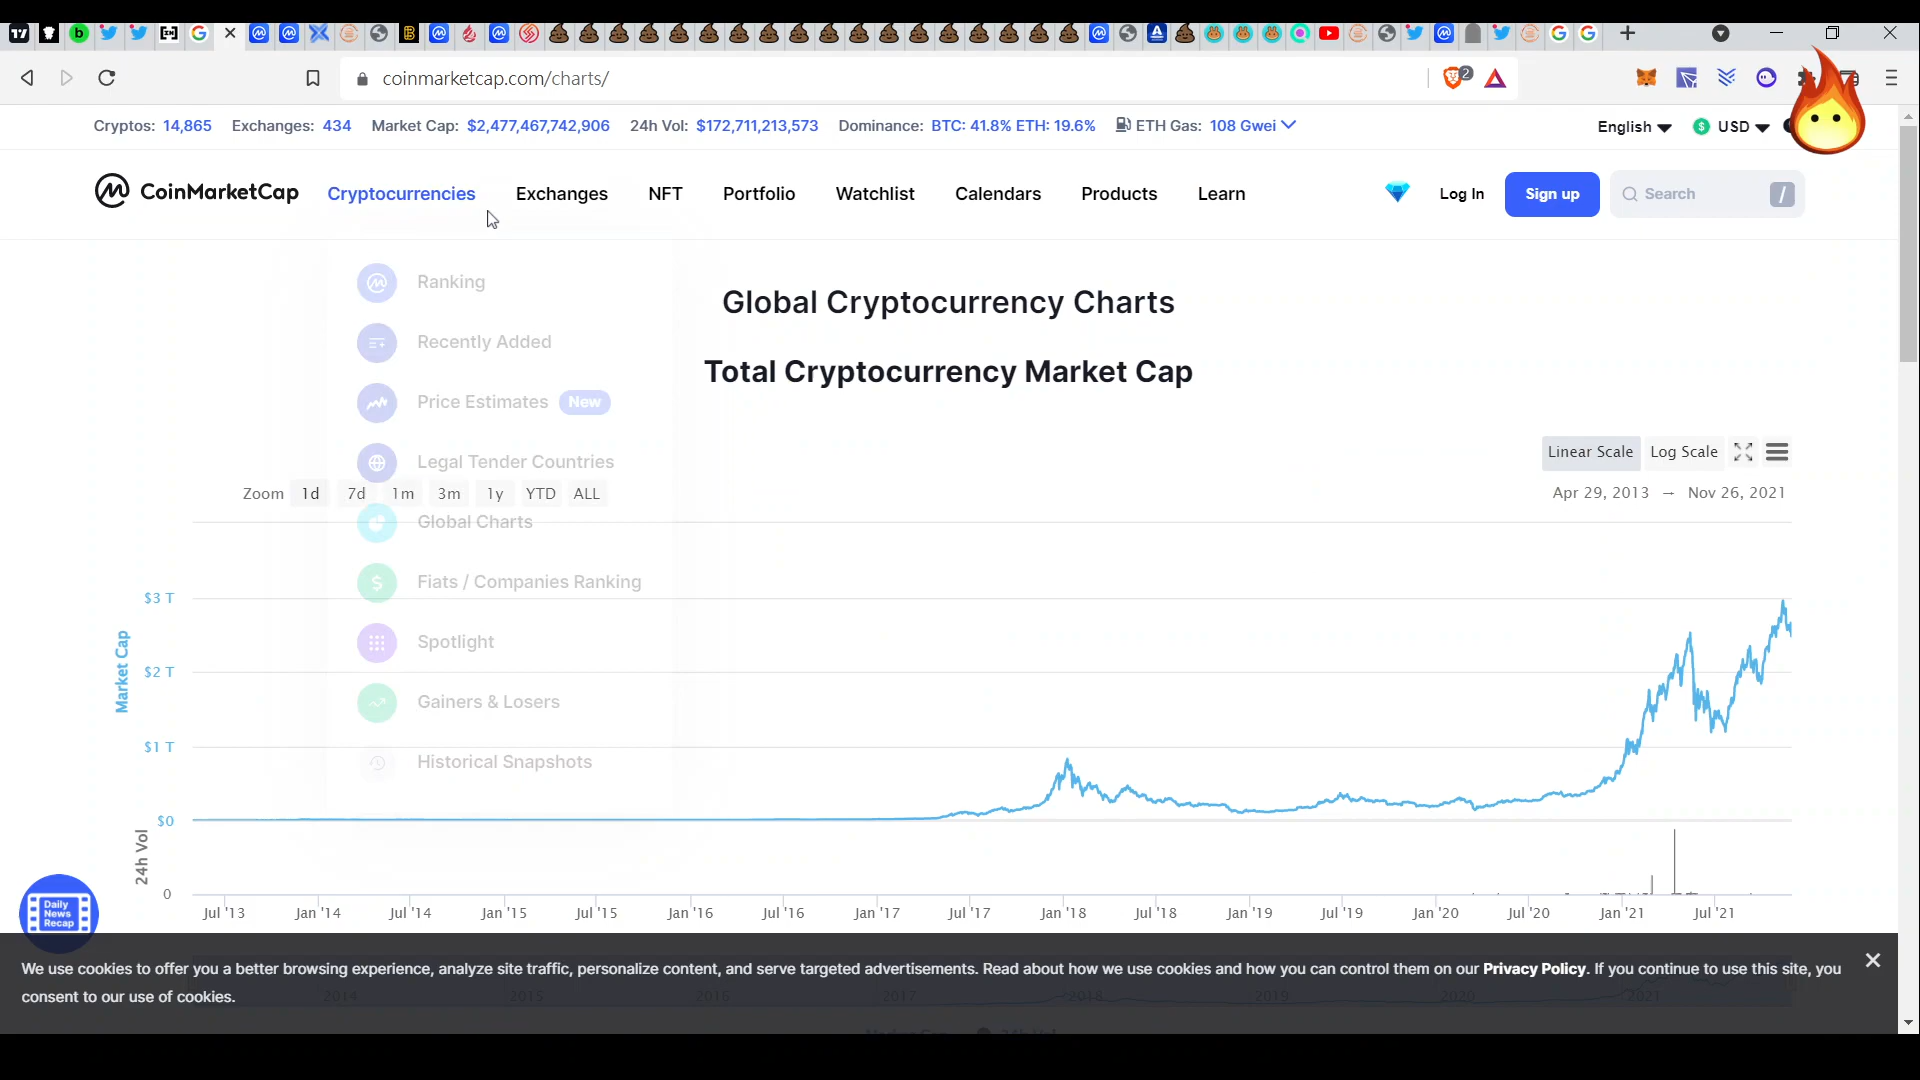 coinmarketcap.com/charts/
2
Cryptos: 14,865 Exchanges: 434 Market Cap: $2,477,467,742,906 24h Vol: $172,711,213,573 Dominance: BTC: 41.8% ETH: 19.6% ETH Gas: 108 Gwei
English
USD
CoinMarketCap
Cryptocurrencies Exchanges NFT Portfolio Watchlist Calendars Products Learn
Log In
Sign up
Search /
Ranking
Recently Added
Price Estimates New
Legal Tender Countries
Global Charts
Fiats / Companies Ranking
Spotlight
Gainers & Losers
Historical Snapshots
Global Cryptocurrency Charts
Total Cryptocurrency Market Cap
Linear Scale Log Scale
Zoom 1d 7d 1m 3m 1y YTD ALL
Apr 29, 2013 → Nov 26, 2021
Market Cap
$3 T
$2 T
$1 T
$0
24h Vol
0
Jul '13 Jan '14 Jul '14 Jan '15 Jul '15 Jan '16 Jul '16 Jan '17 Jul '17 Jan '18 Jul '18 Jan '19 Jul '19 Jan '20 Jul '20 Jan '21 Jul '21
Daily
News
Recap
We use cookies to offer you a better browsing experience, analyze site traffic, personalize content, and serve targeted advertisements. Read about how we use cookies and how you can control them on our Privacy Policy. If you continue to use this site, you
consent to our use of cookies.
2014 2015 2016 2017 2018 2019 2020 2021